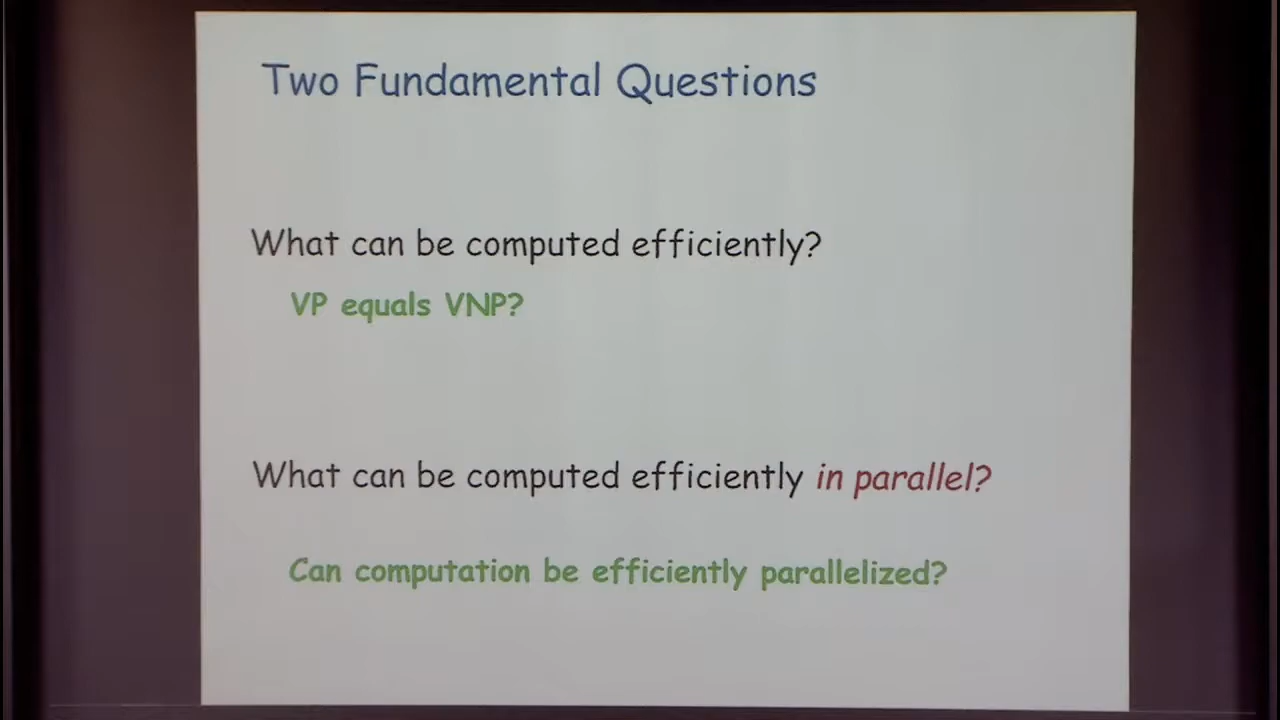 Two Fundamental Questions
What can be computed efficiently?
VP equals VNP?
What can be computed efficiently in parallel?
Can computation be efficiently parallelized?